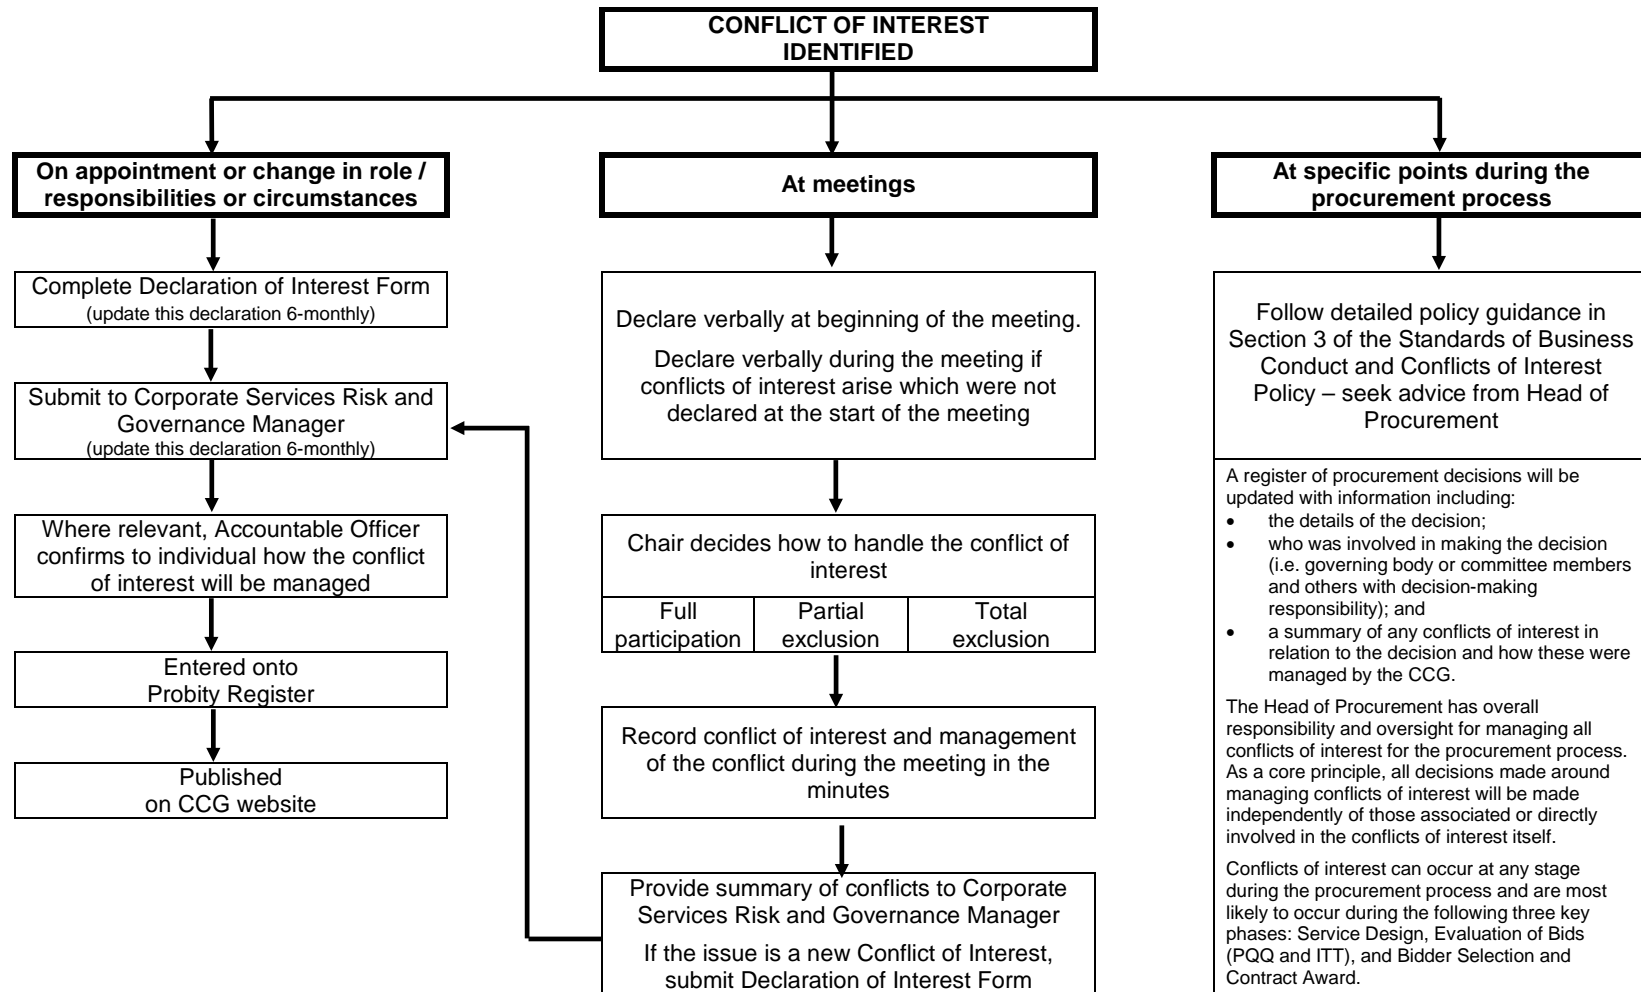 CONFLICT OF INTEREST
IDENTIFIED
On appointment or change in role /
responsibilities or circumstances
Complete Declaration of Interest Form
(update this declaration 6-monthly)
Submit to Corporate Services Risk and
Governance Manager
(update this declaration 6-monthly)
Where relevant, Accountable Officer
confirms to individual how the conflict
of interest will be managed
Entered onto
Probity Register
Published
on CCG website
At meetings
Declare verbally at beginning of the meeting.
Declare verbally during the meeting if
conflicts of interest arise which were not
declared at the start of the meeting
Chair decides how to handle the conflict of
interest
Full
participation
Partial
exclusion
Total
exclusion
Record conflict of interest and management
of the conflict during the meeting in the
minutes
Provide summary of conflicts to Corporate
Services Risk and Governance Manager
If the issue is a new Conflict of Interest,
submit Declaration of Interest Form
At specific points during the
procurement process
Follow detailed policy guidance in
Section 3 of the Standards of Business
Conduct and Conflicts of Interest
Policy – seek advice from Head of
Procurement
A register of procurement decisions will be
updated with information including:
• the details of the decision;
• who was involved in making the decision
(i.e. governing body or committee members
and others with decision-making
responsibility); and
• a summary of any conflicts of interest in
relation to the decision and how these were
managed by the CCG.
The Head of Procurement has overall
responsibility and oversight for managing all
conflicts of interest for the procurement process.
As a core principle, all decisions made around
managing conflicts of interest will be made
independently of those associated or directly
involved in the conflicts of interest itself.
Conflicts of interest can occur at any stage
during the procurement process and are most
likely to occur during the following three key
phases: Service Design, Evaluation of Bids
(PQQ and ITT), and Bidder Selection and
Contract Award.